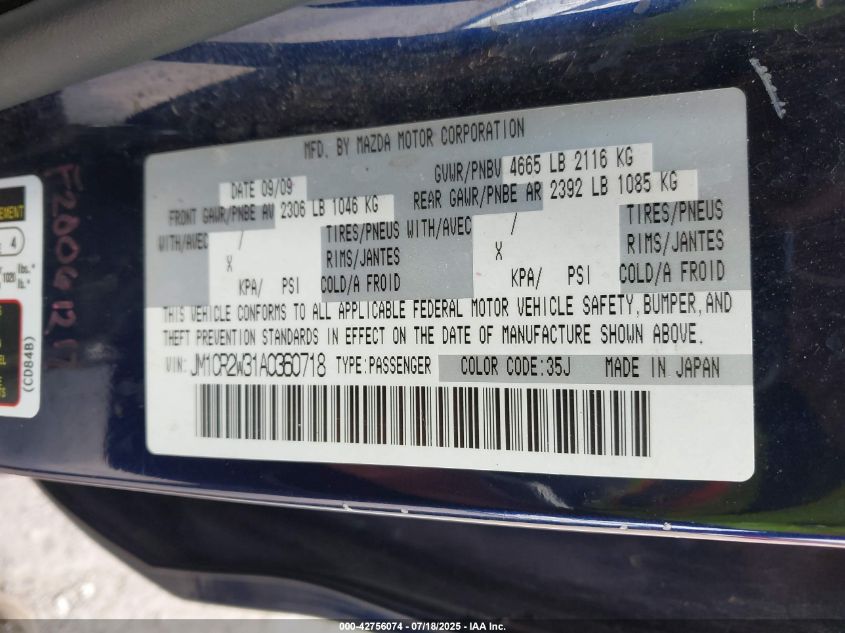 MFD. BY MAZDA MOTOR CORPORATION
DATE 09/09
GVWR/PNBV 4665 LB 2116 KG
FRONT GAWR/PNBE AV 2306 LB 1046 KG
REAR GAWR/PNBE AR 2392 LB 1085 KG
WITH/AVEC / TIRES/PNEUS WITH/AVEC / TIRES/PNEUS
X RIMS/JANTES X RIMS/JANTES
KPA/ PSI COLD/A FROID KPA/ PSI COLD/A FROID
THIS VEHICLE CONFORMS TO ALL APPLICABLE FEDERAL MOTOR VEHICLE SAFETY, BUMPER, AND
THEFT PREVENTION STANDARDS IN EFFECT ON THE DATE OF MANUFACTURE SHOWN ABOVE.
VIN: JM1CR2W31A0360718 TYPE:PASSENGER COLOR CODE:35J MADE IN JAPAN
4
1020 lbs.
(CD84B)
000-42756074 / 07/18/2025 - IAA Inc.